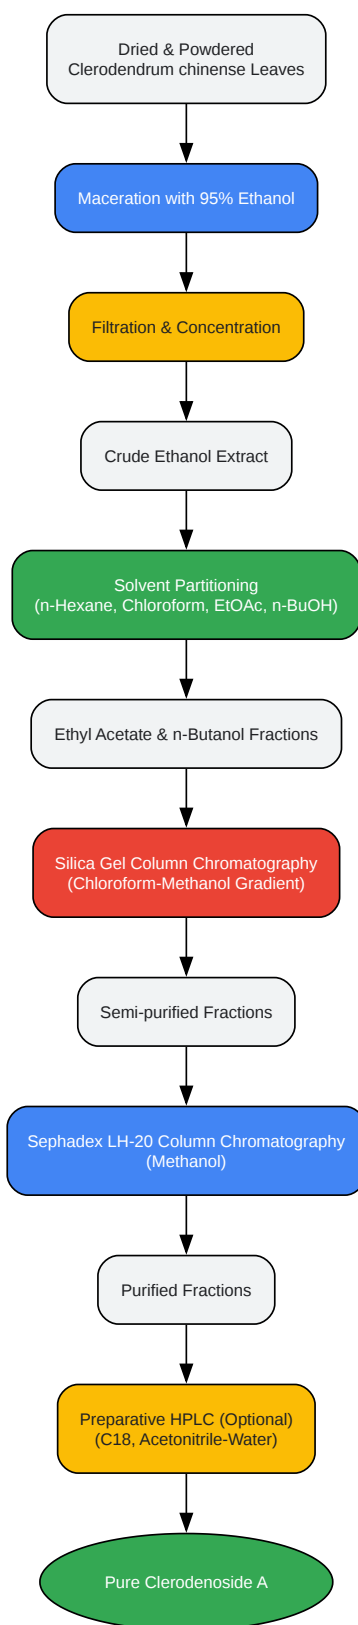 Dried & Powdered
Clerodendrum chinense Leaves
Maceration with 95% Ethanol
Filtration & Concentration
Crude Ethanol Extract
Solvent Partitioning
(n-Hexane, Chloroform, EtOAc, n-BuOH)
Ethyl Acetate & n-Butanol Fractions
Silica Gel Column Chromatography
(Chloroform-Methanol Gradient)
Semi-purified Fractions
Sephadex LH-20 Column Chromatography
(Methanol)
Purified Fractions
Preparative HPLC (Optional)
(C18, Acetonitrile-Water)
Pure Clerodenoside A